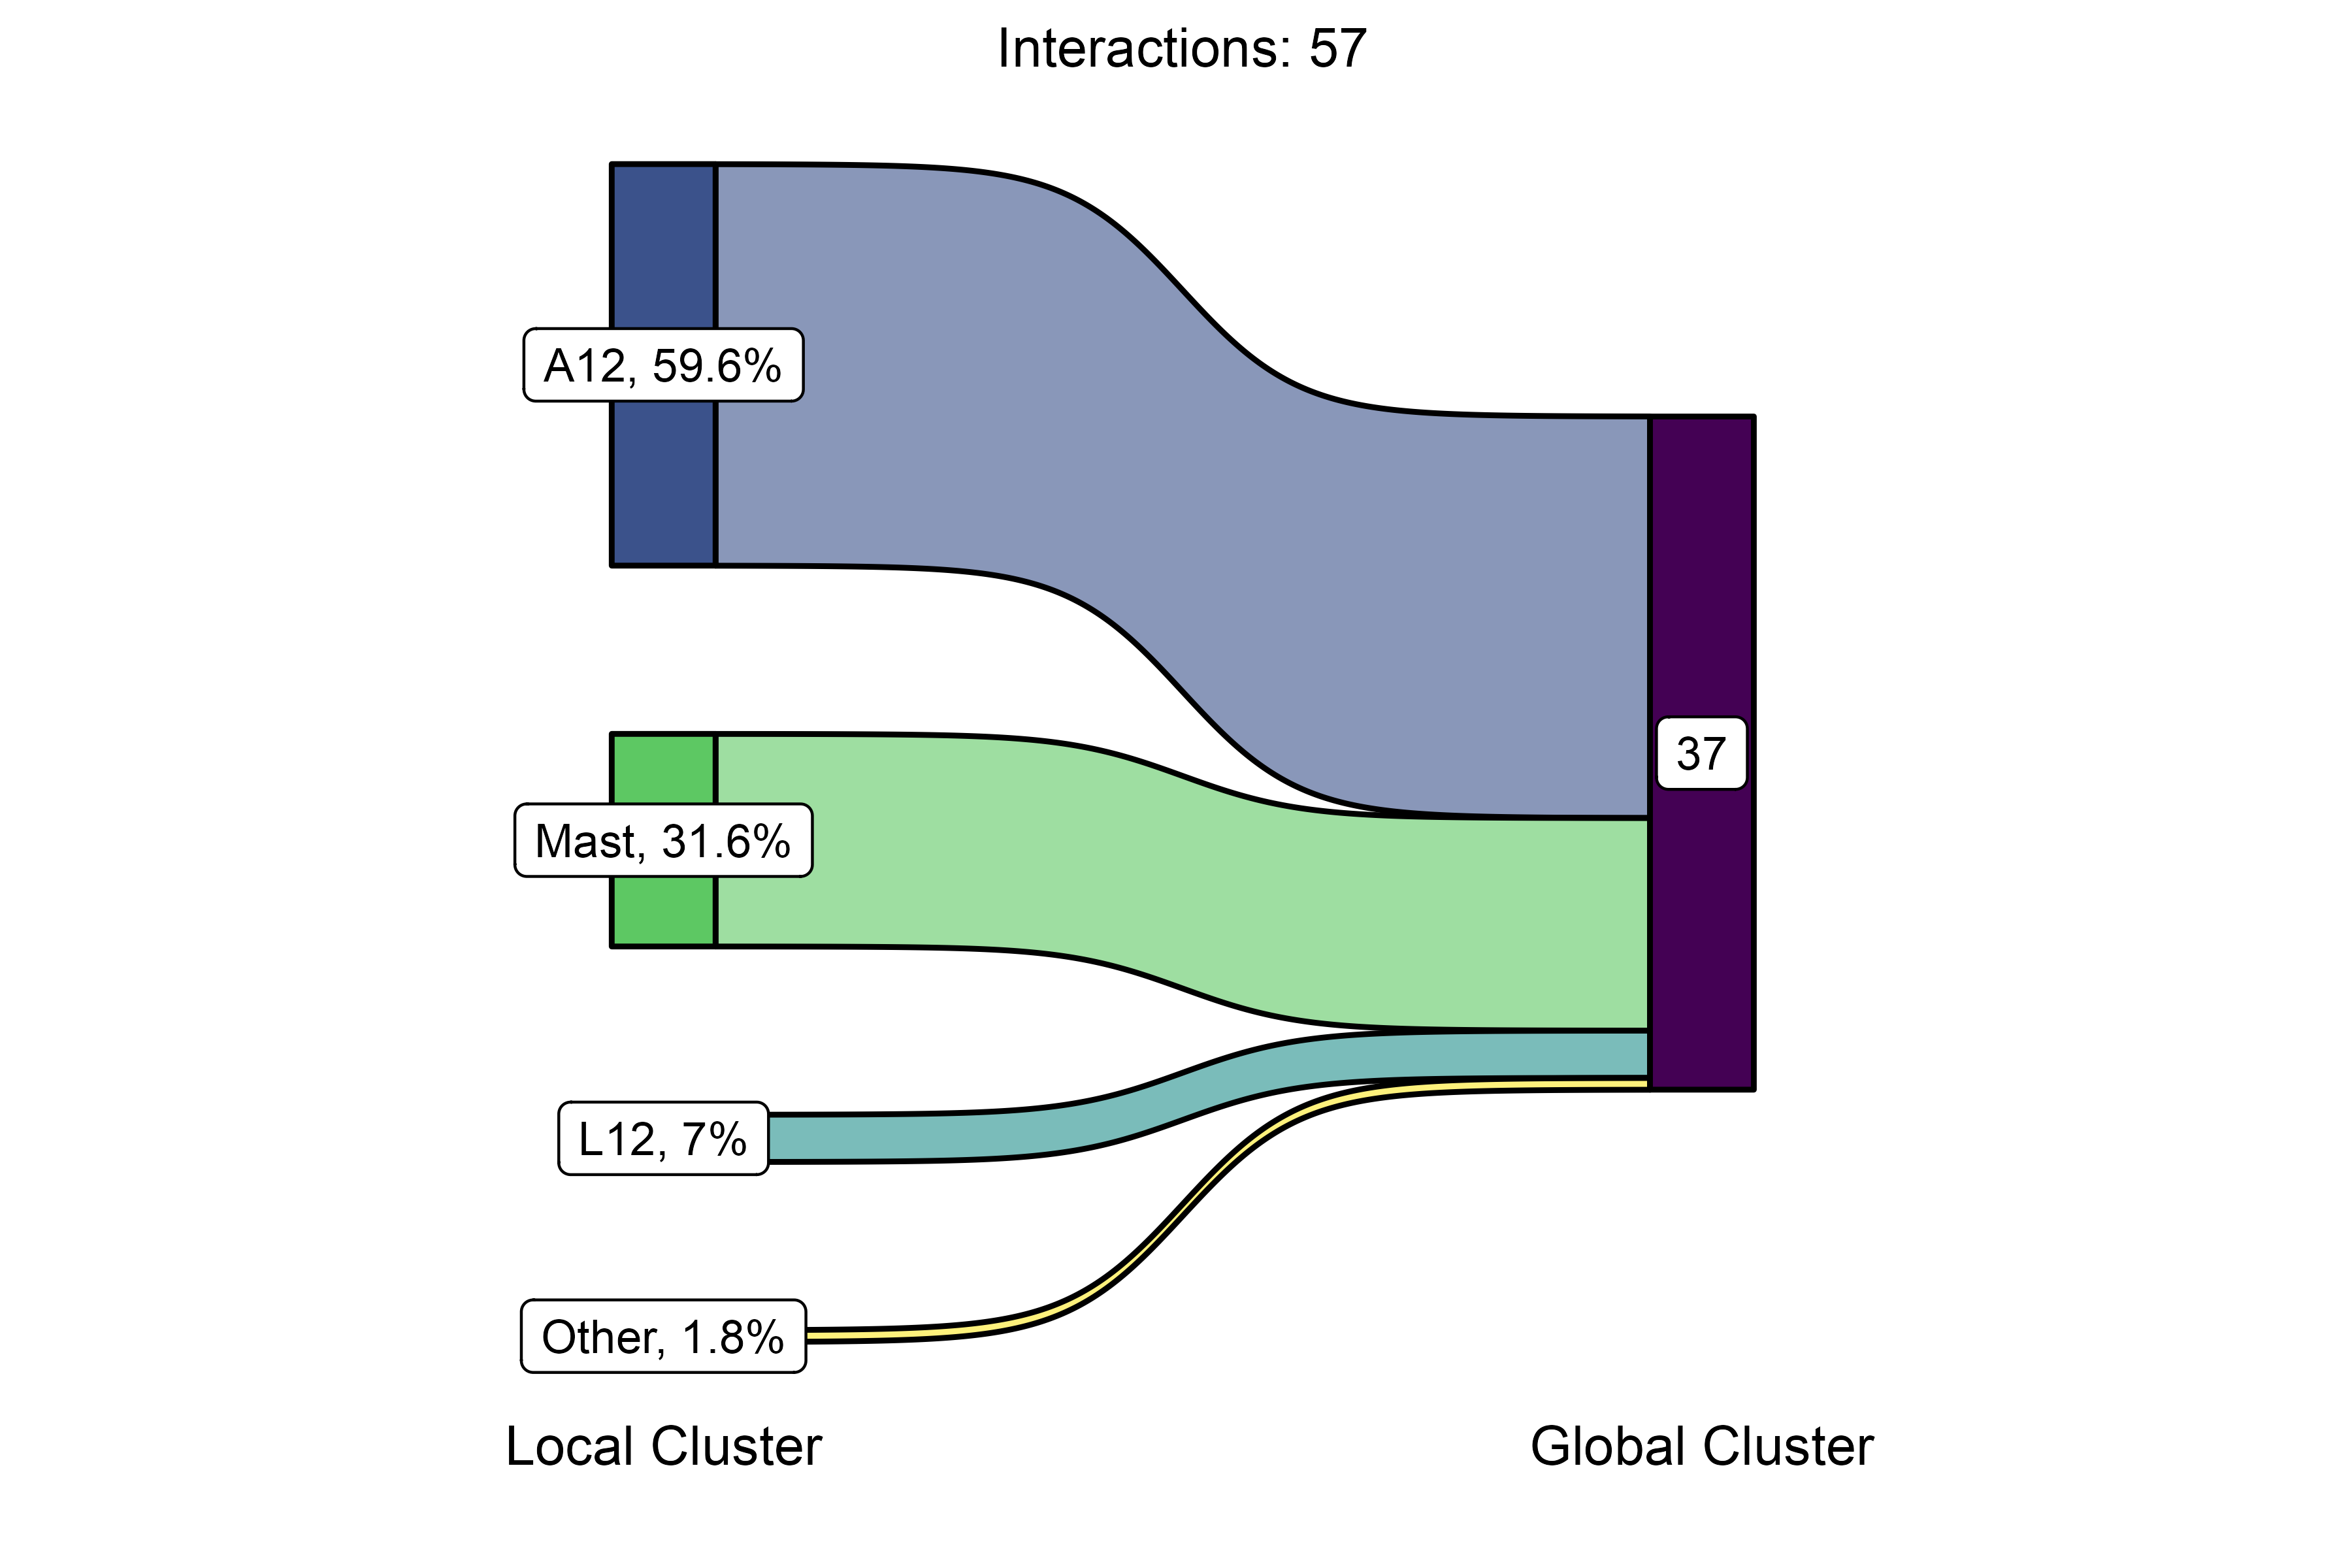 Interactions: 57
A12, 59.6%
37
Mast, 31.6%
L12, 7%
Other, 1.8%
Local Cluster
Global Cluster